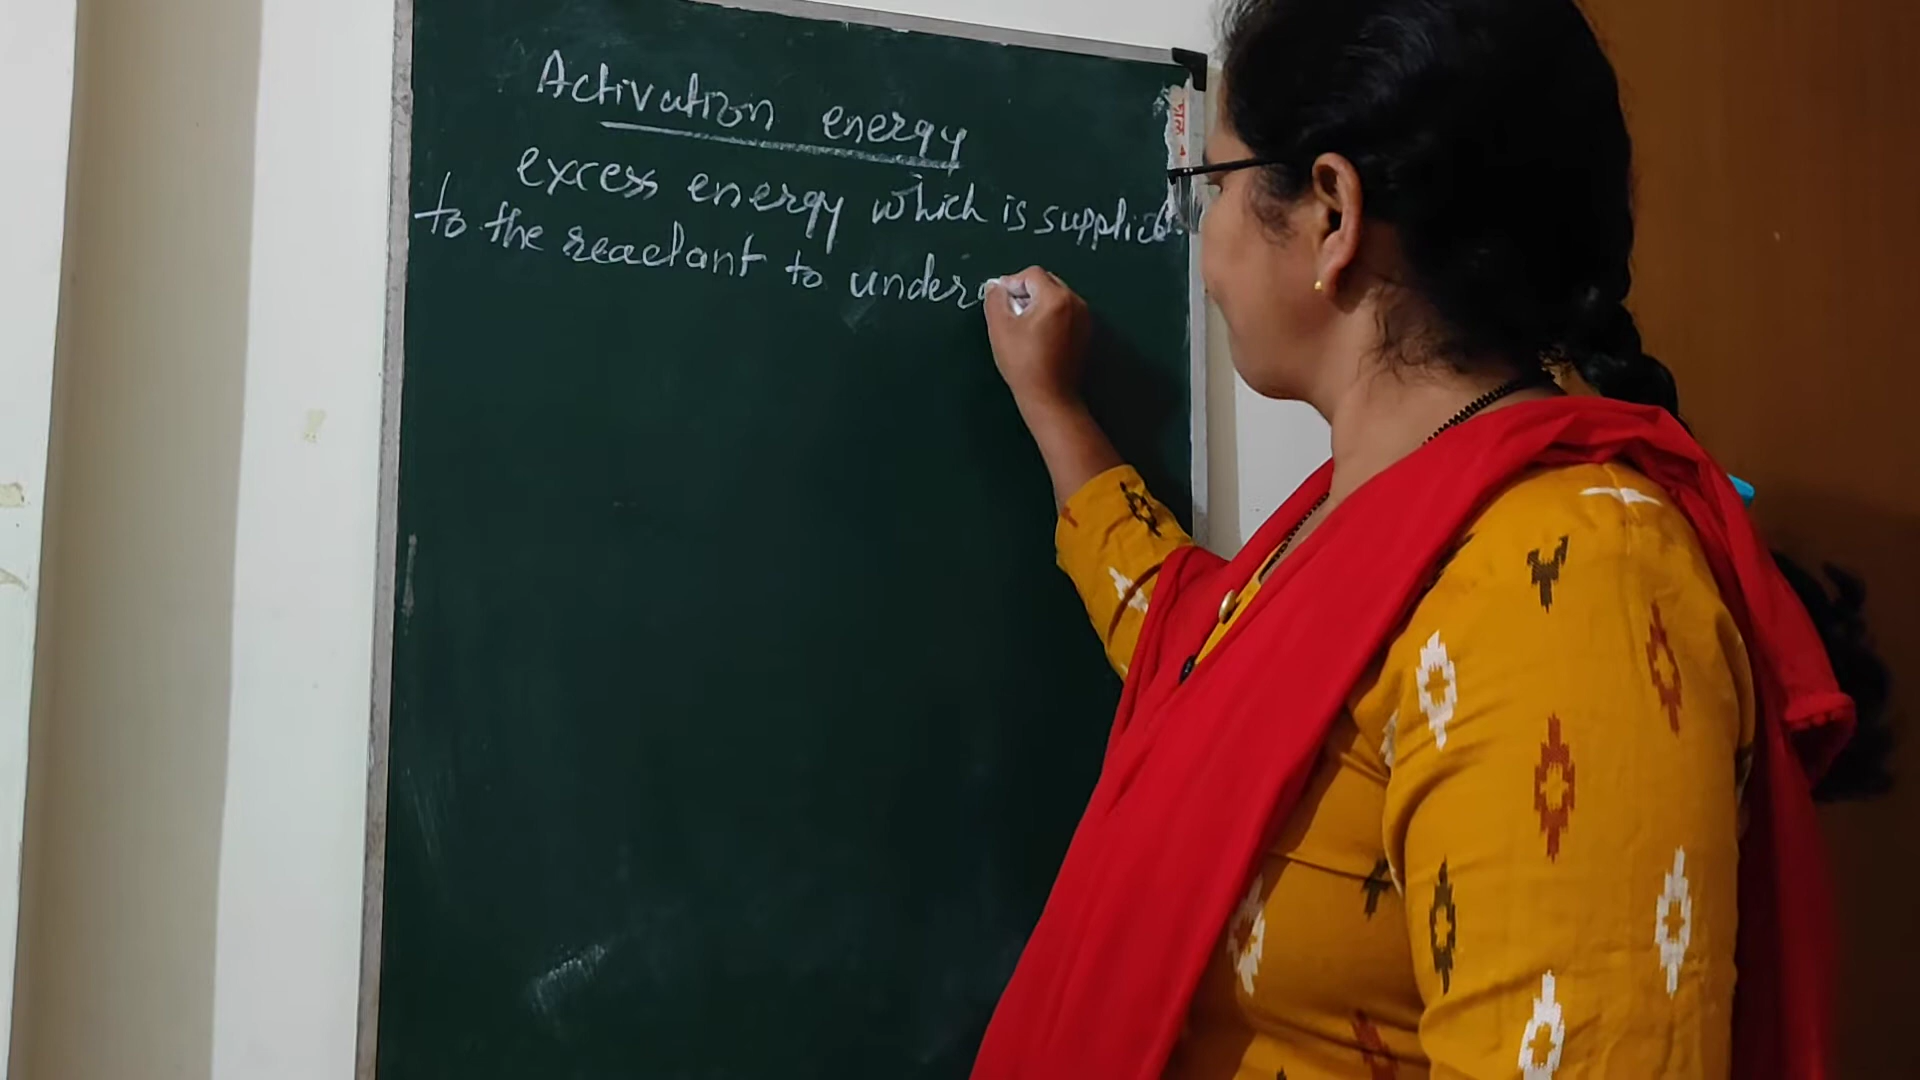 Activation energy
excess energy which is supplied
to the reactant to under